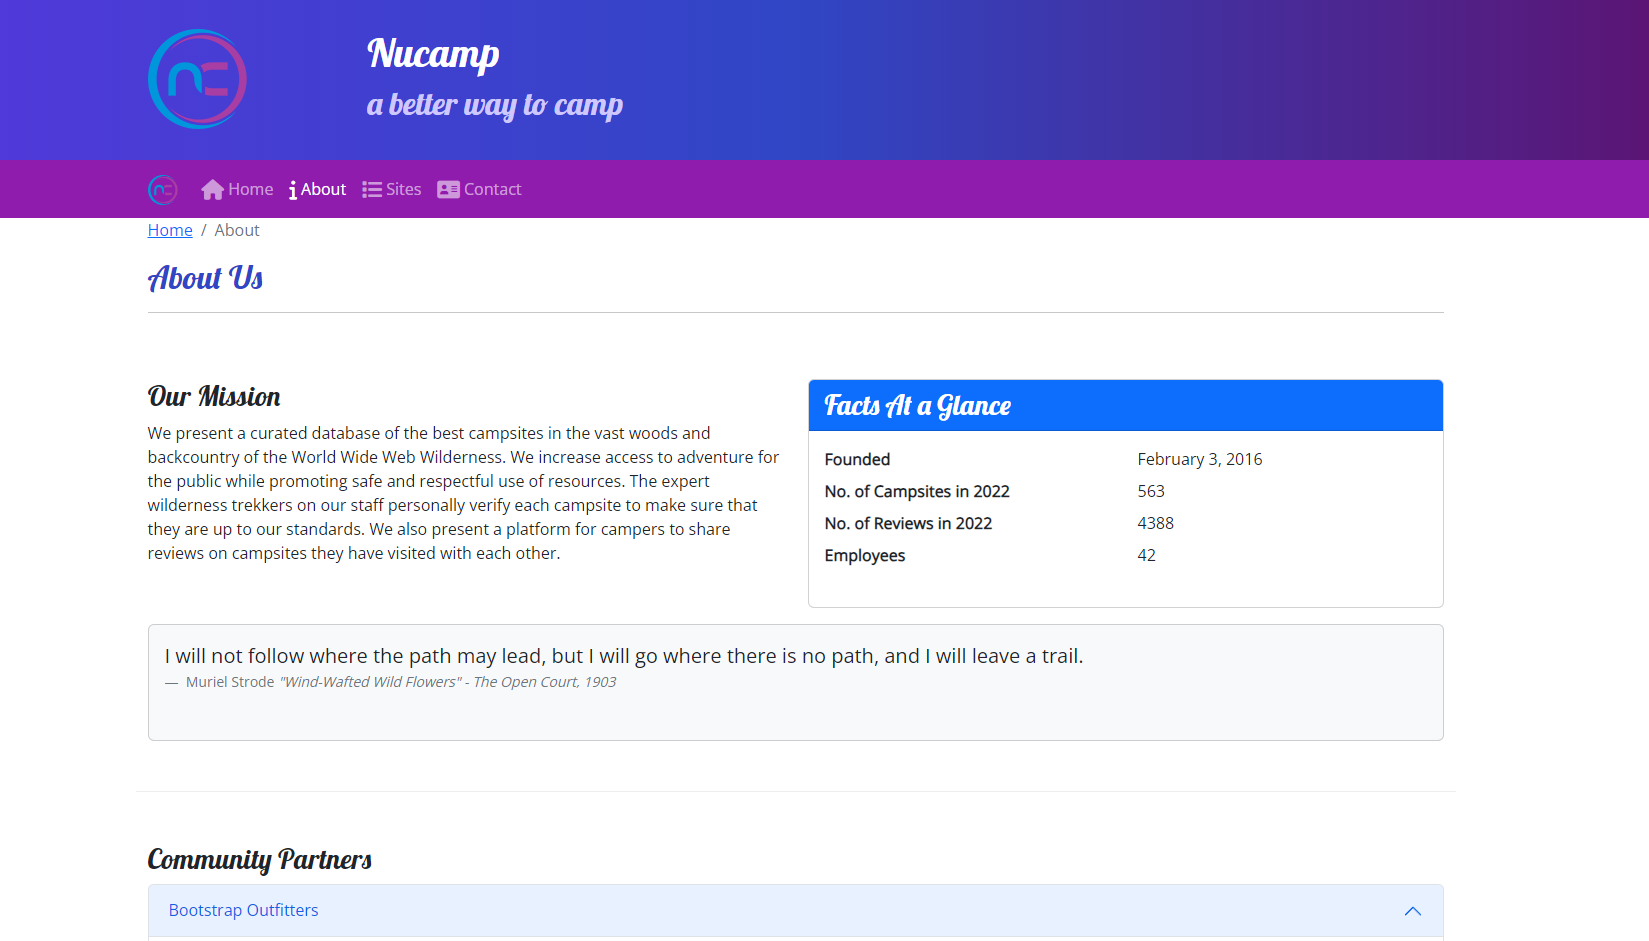 nc
Nucamp
a better way to camp
nc
Home About Sites Contact
Home / About
About Us
Our Mission
We present a curated database of the best campsites in the vast woods and
backcountry of the World Wide Web Wilderness. We increase access to adventure for
the public while promoting safe and respectful use of resources. The expert
wilderness trekkers on our staff personally verify each campsite to make sure that
they are up to our standards. We also present a platform for campers to share
reviews on campsites they have visited with each other.
Facts At a Glance
Founded February 3, 2016
No. of Campsites in 2022 563
No. of Reviews in 2022 4388
Employees 42
I will not follow where the path may lead, but I will go where there is no path, and I will leave a trail.
— Muriel Strode "Wind-Wafted Wild Flowers" - The Open Court, 1903
Community Partners
Bootstrap Outfitters